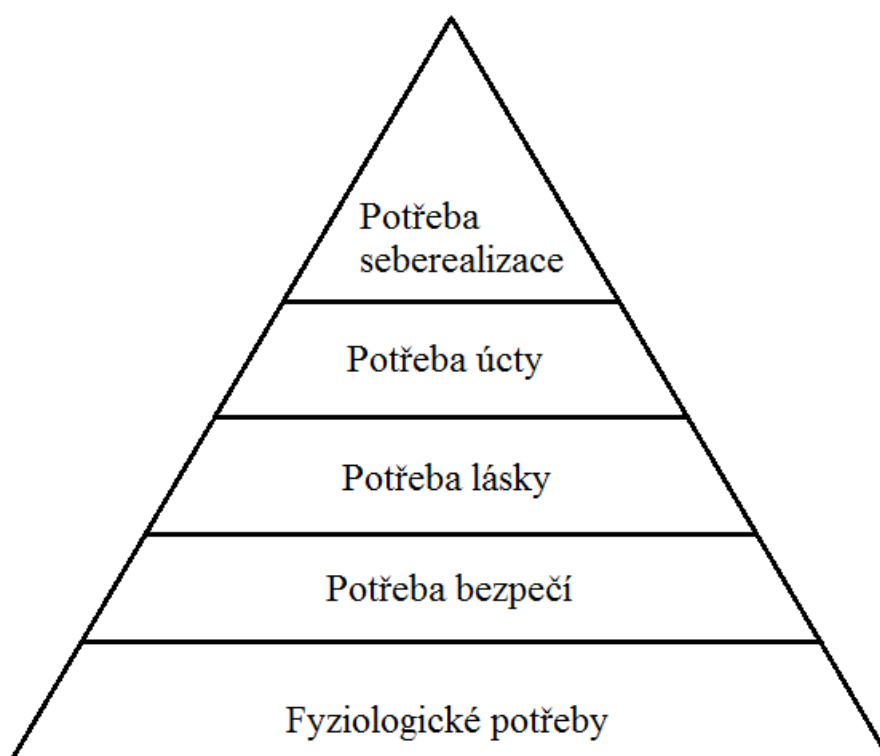 Potřeba
seberealizace
Potřeba úcty
Potřeba lásky
Potřeba bezpečí
Fyziologické potřeby